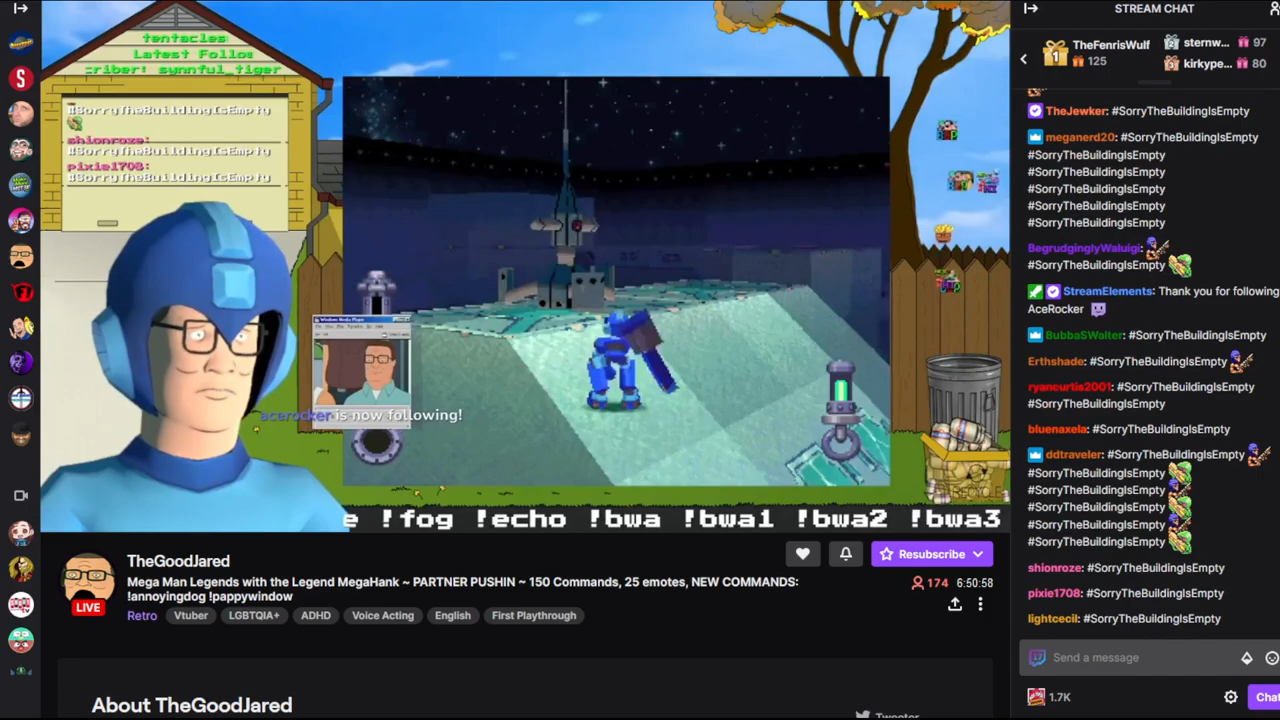 STREAM CHAT
TheFenrisWulf
125
sternw... 97
kirkype... 80
tentacles
Latest Follo
criber: synnful_tiger
#SorryTheBuildingIsEmpty
shionroze:
#SorryTheBuildingIsEmpty
pixie1708:
#SorryTheBuildingIsEmpty
Windows Media Player
acerocker is now following!
e !fog !echo !bwa !bwa1 !bwa2 !bwa3
TheGoodJared
Mega Man Legends with the Legend MegaHank ~ PARTNER PUSHIN ~ 150 Commands, 25 emotes, NEW COMMANDS:
!annoyingdog !pappywindow
LIVE
Retro Vtuber LGBTQIA+ ADHD Voice Acting English First Playthrough
Resubscribe
174 6:50:58
About TheGoodJared
TheJewker: #SorryTheBuildingIsEmpty
meganerd20: #SorryTheBuildingIsEmpty
#SorryTheBuildingIsEmpty
#SorryTheBuildingIsEmpty
#SorryTheBuildingIsEmpty
#SorryTheBuildingIsEmpty
#SorryTheBuildingIsEmpty
BegrudginglyWaluigi:
#SorryTheBuildingIsEmpty
StreamElements: Thank you for following
AceRocker
BubbaSWalter: #SorryTheBuildingIsEmpty
Erthshade: #SorryTheBuildingIsEmpty
ryancurtis2001: #SorryTheBuildingIsEmpty
#SorryTheBuildingIsEmpty
bluenaxela: #SorryTheBuildingIsEmpty
ddtraveler: #SorryTheBuildingIsEmpty
#SorryTheBuildingIsEmpty
#SorryTheBuildingIsEmpty
#SorryTheBuildingIsEmpty
#SorryTheBuildingIsEmpty
#SorryTheBuildingIsEmpty
shionroze: #SorryTheBuildingIsEmpty
pixie1708: #SorryTheBuildingIsEmpty
lightcecil: #SorryTheBuildingIsEmpty
Send a message
1.7K
Chat